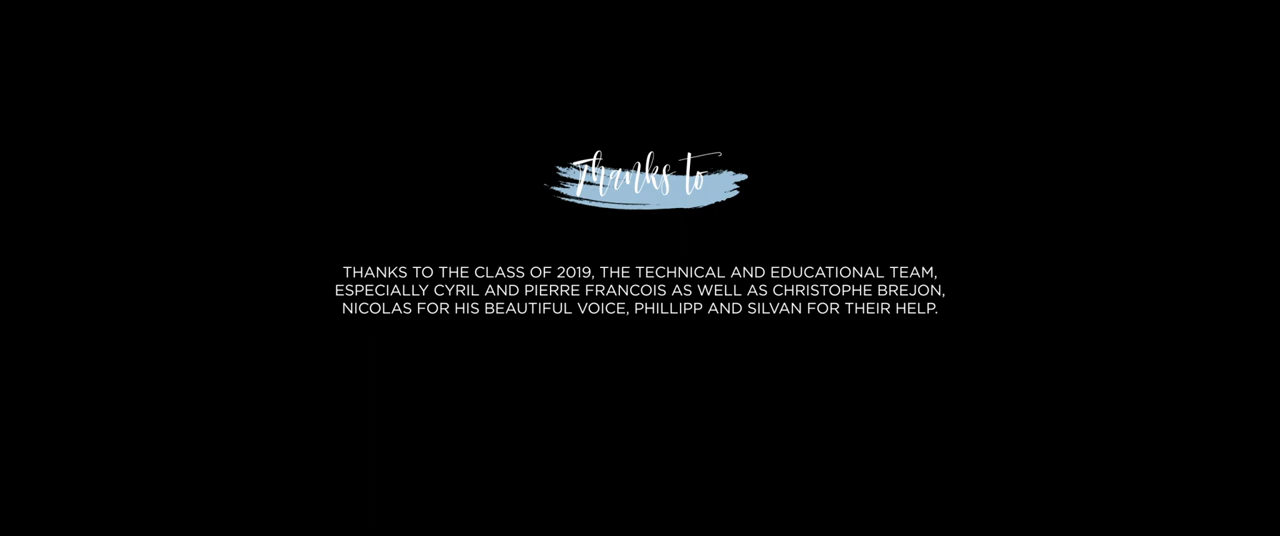 Thanks to
THANKS TO THE CLASS OF 2019, THE TECHNICAL AND EDUCATIONAL TEAM,
ESPECIALLY CYRIL AND PIERRE FRANCOIS AS WELL AS CHRISTOPHE BREJON,
NICOLAS FOR HIS BEAUTIFUL VOICE, PHILLIPP AND SILVAN FOR THEIR HELP.